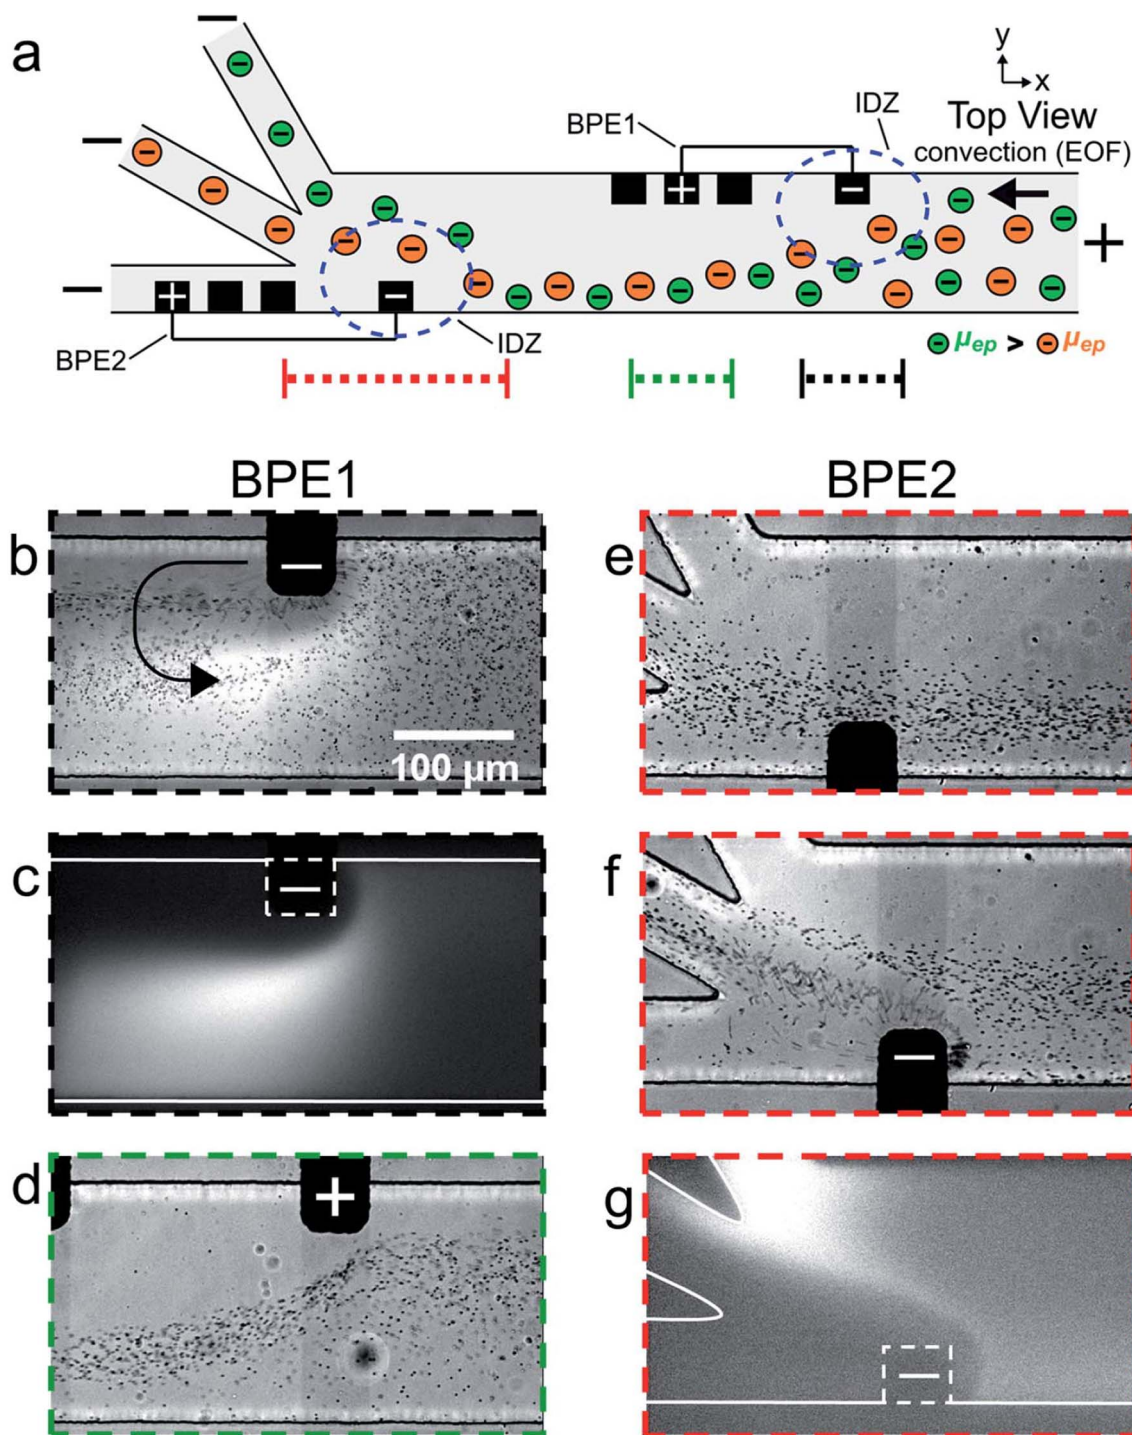 a
y
x
IDZ
BPE1
Top View
convection (EOF)
−
−
−
+
−
+
+
−
BPE2
IDZ
− μep > − μep
BPE1
BPE2
b
−
100 μm
e
c
−
f
−
d
+
g
−